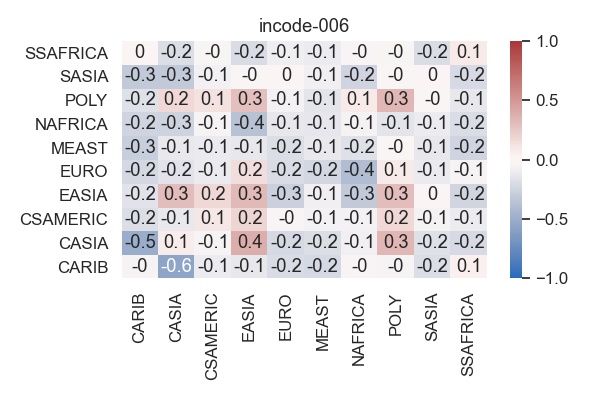 incode-006
SSAFRICA 0 -0.2 -0 -0.2 -0.1 -0.1 -0 -0 -0.2 0.1
SASIA -0.3 -0.3 -0.1 -0 0 -0.1 -0.2 -0 0 -0.2
POLY -0.2 0.2 0.1 0.3 -0.1 -0.1 0.1 0.3 -0 -0.1
NAFRICA -0.2 -0.3 -0.1 -0.4 -0.1 -0.1 -0.1 -0.1 -0.1 -0.2
MEAST -0.3 -0.1 -0.1 -0.1 -0.2 -0.1 -0.2 -0 -0.1 -0.2
EURO -0.2 -0.2 -0.1 0.2 -0.2 -0.2 -0.4 0.1 -0.1 -0.1
EASIA -0.2 0.3 0.2 0.3 -0.3 -0.1 -0.3 0.3 0 -0.2
CSAMERIC -0.2 -0.1 0.1 0.2 -0 -0.1 -0.1 0.2 -0.1 -0.1
CASIA -0.5 0.1 -0.1 0.4 -0.2 -0.2 -0.1 0.3 -0.2 -0.2
CARIB -0 -0.6 -0.1 -0.1 -0.2 -0.2 -0 -0 -0.2 0.1
CARIB CASIA CSAMERIC EASIA EURO MEAST NAFRICA POLY SASIA SSAFRICA
1.0
0.5
0.0
−0.5
−1.0